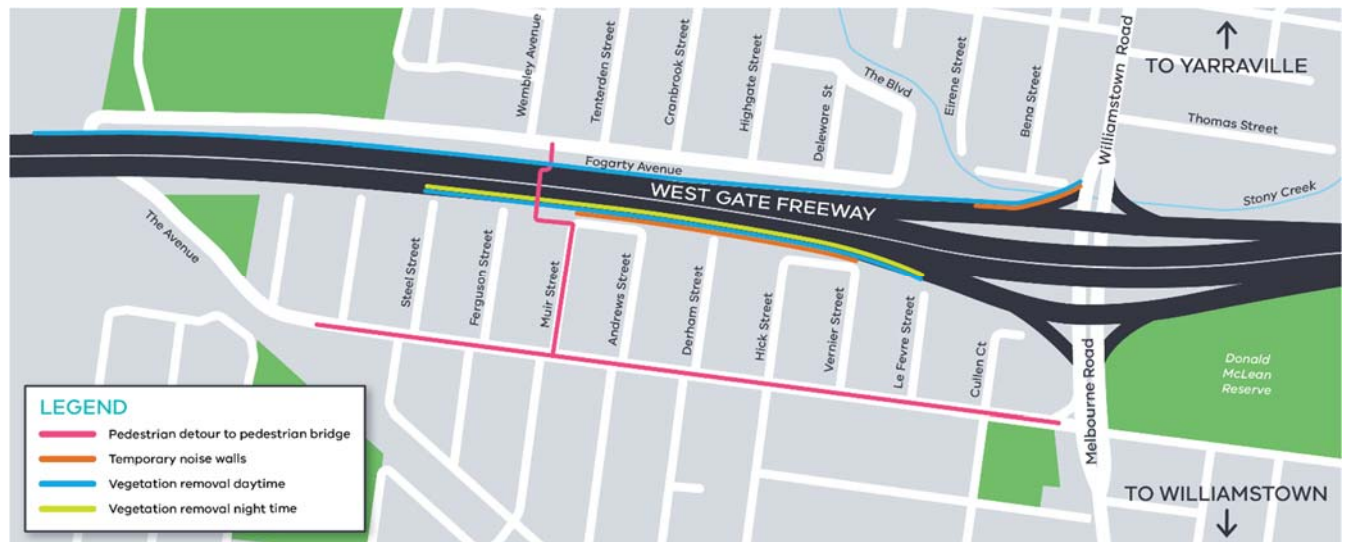 Wembley Avenue
Tenterden Street
Cranbrook Street
Highgate Street
Deleware St
The Blvd
Eirene Street
Bena Street
Williamstown Road
TO YARRAVILLE
Thomas Street
Stony Creek
Fogarty Avenue
WEST GATE FREEWAY
The Avenue
Steel Street
Ferguson Street
Muir Street
Andrews Street
Derham Street
Hick Street
Vernier Street
Le Fevre Street
Cullen Ct
Melbourne Road
Donald
McLean
Reserve
TO WILLIAMSTOWN
LEGEND
Pedestrian detour to pedestrian bridge
Temporary noise walls
Vegetation removal daytime
Vegetation removal night time